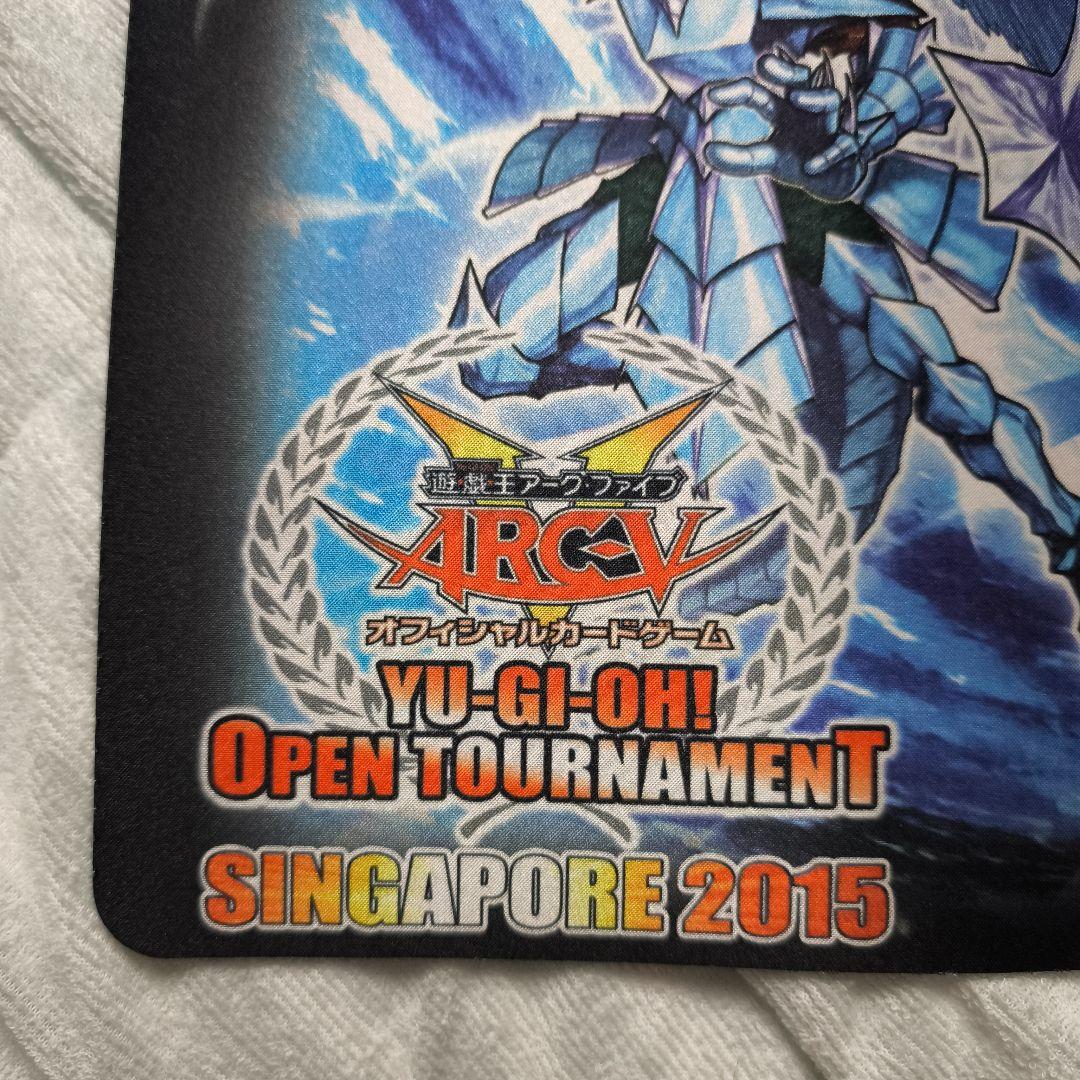 遊☆戯☆王アーク・ファイブ
ARC-V
オフィシャルカードゲーム
YU-GI-OH!
OPEN TOURNAMENT
SINGAPORE 2015